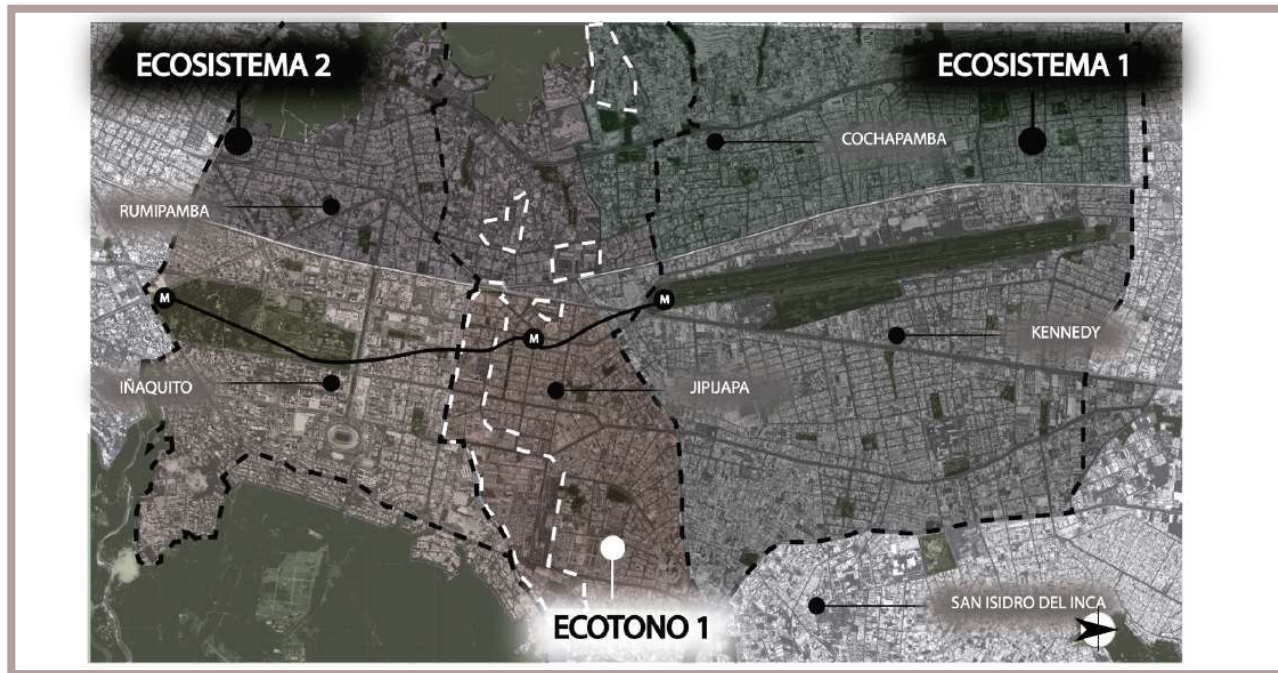 ECOSISTEMA 2
ECOSISTEMA 1
COCHAPAMBA
RUMIPAMBA
M
M
M
KENNEDY
IÑAQUITO
JIPIJAPA
SAN ISIDRO DEL INCA
ECOTONO 1